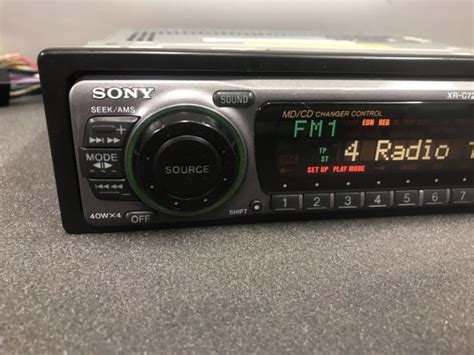 SONY
SOUND
XR-C72
SEEK/AMS
MD/CD CHANGER CONTROL
+
FM1
EON REG
MODE
SOURCE
TP
ST
4 Radio
SET UP PLAY MODE
SHIFT
1 2 3 4 5 6 7
40W×4
OFF